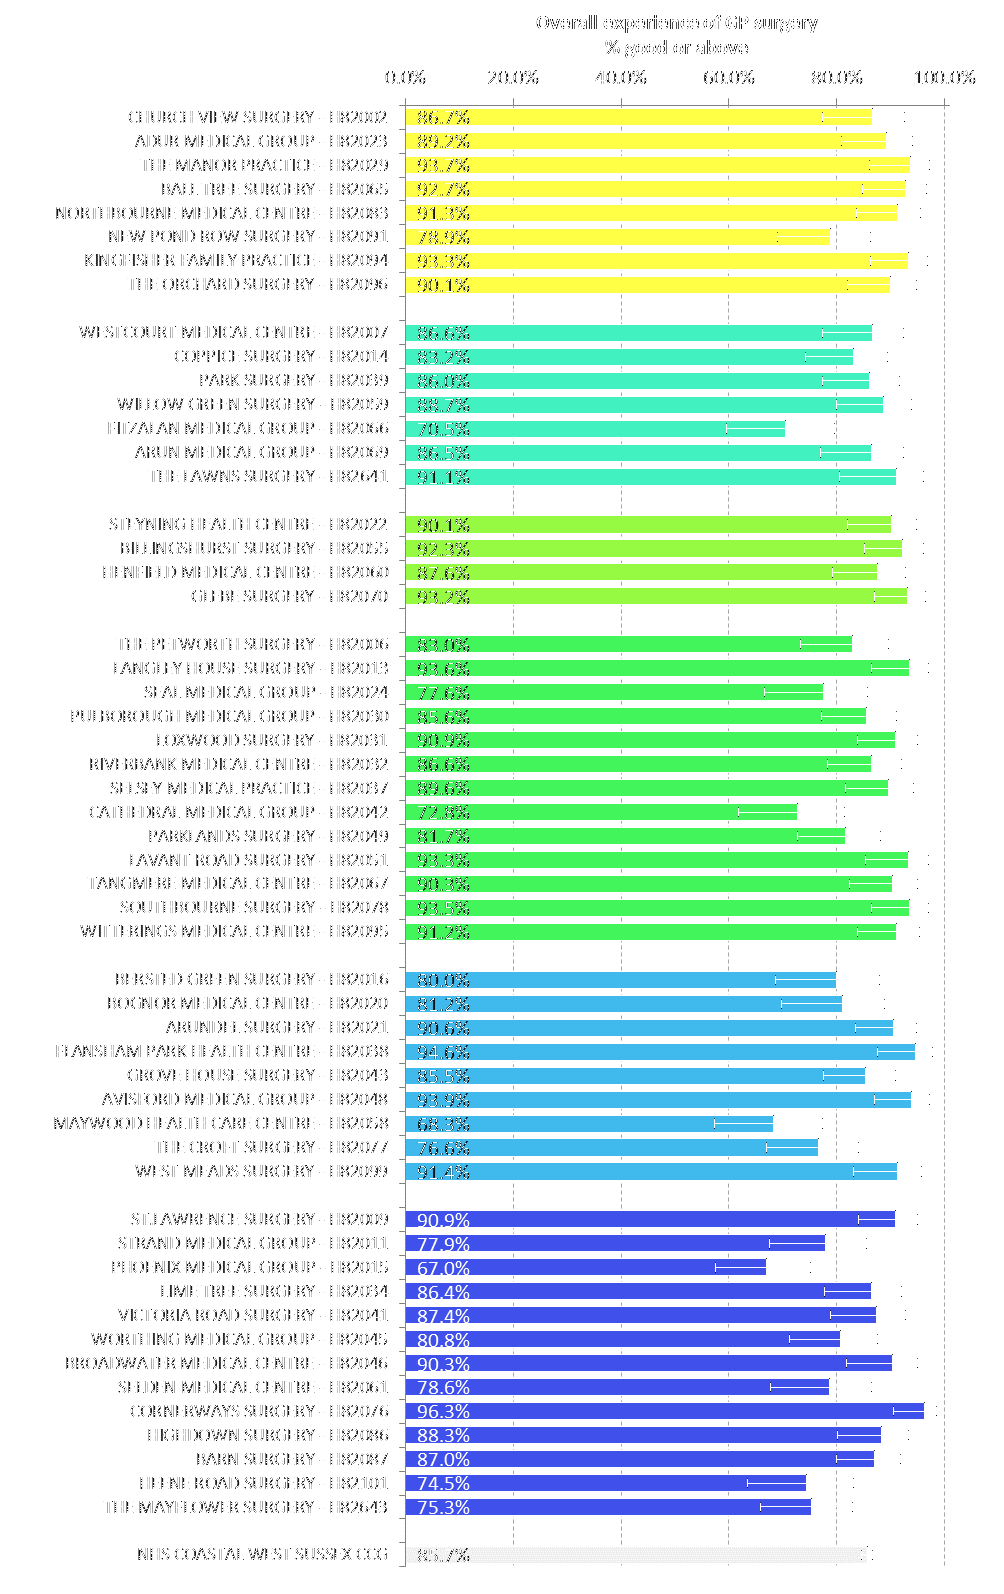 Overall experience of GP surgery
% good or above
0.0% 20.0% 40.0% 60.0% 80.0% 100.0%
CHURCH VIEW SURGERY - H82002 86.7%
ADUR MEDICAL GROUP - H82023 89.2%
THE MANOR PRACTICE - H82029 93.7%
BALL TREE SURGERY - H82065 92.7%
NORTHBOURNE MEDICAL CENTRE - H82083 91.3%
NEW POND ROW SURGERY - H82091 78.9%
KINGFISHER FAMILY PRACTICE - H82094 93.3%
THE ORCHARD SURGERY - H82096 90.1%
WESTCOURT MEDICAL CENTRE - H82007 86.6%
COPPICE SURGERY - H82014 83.2%
PARK SURGERY - H82039 86.0%
WILLOW GREEN SURGERY - H82059 88.7%
FITZALAN MEDICAL GROUP - H82066 70.5%
ARUN MEDICAL GROUP - H82069 86.5%
THE LAWNS SURGERY - H82641 91.1%
STEYNING HEALTH CENTRE - H82022 90.1%
BILLINGSHURST SURGERY - H82055 92.3%
HENFIELD MEDICAL CENTRE - H82060 87.6%
GLEBE SURGERY - H82070 93.2%
THE PETWORTH SURGERY - H82006 83.0%
LANGLEY HOUSE SURGERY - H82013 93.6%
SEAL MEDICAL GROUP - H82024 77.6%
PULBOROUGH MEDICAL GROUP - H82030 85.6%
LOXWOOD SURGERY - H82031 90.9%
RIVERBANK MEDICAL CENTRE - H82032 86.6%
SELSEY MEDICAL PRACTICE - H82037 89.6%
CATHEDRAL MEDICAL GROUP - H82042 72.8%
PARKLANDS SURGERY - H82049 81.7%
LAVANT ROAD SURGERY - H82051 93.3%
TANGMERE MEDICAL CENTRE - H82067 90.3%
SOUTHBOURNE SURGERY - H82078 93.5%
WITTERINGS MEDICAL CENTRE - H82095 91.2%
BERSTED GREEN SURGERY - H82016 80.0%
BOGNOR MEDICAL CENTRE - H82020 81.2%
ARUNDEL SURGERY - H82021 90.6%
FLANSHAM PARK HEALTH CENTRE - H82038 94.6%
GROVE HOUSE SURGERY - H82043 85.5%
AVISFORD MEDICAL GROUP - H82048 93.9%
MAYWOOD HEALTH CARE CENTRE - H82058 68.3%
THE CROFT SURGERY - H82077 76.6%
WEST MEADS SURGERY - H82099 91.4%
ST.LAWRENCE SURGERY - H82009 90.9%
STRAND MEDICAL GROUP - H82011 77.9%
PHOENIX MEDICAL GROUP - H82015 67.0%
LIME TREE SURGERY - H82034 86.4%
VICTORIA ROAD SURGERY - H82041 87.4%
WORTHING MEDICAL GROUP - H82045 80.8%
BROADWATER MEDICAL CENTRE - H82046 90.3%
SELDEN MEDICAL CENTRE - H82061 78.6%
CORNERWAYS SURGERY - H82076 96.3%
HIGHDOWN SURGERY - H82086 88.3%
BARN SURGERY - H82087 87.0%
HEENE ROAD SURGERY - H82101 74.5%
THE MAYFLOWER SURGERY - H82643 75.3%
NHS COASTAL WEST SUSSEX CCG 85.7%